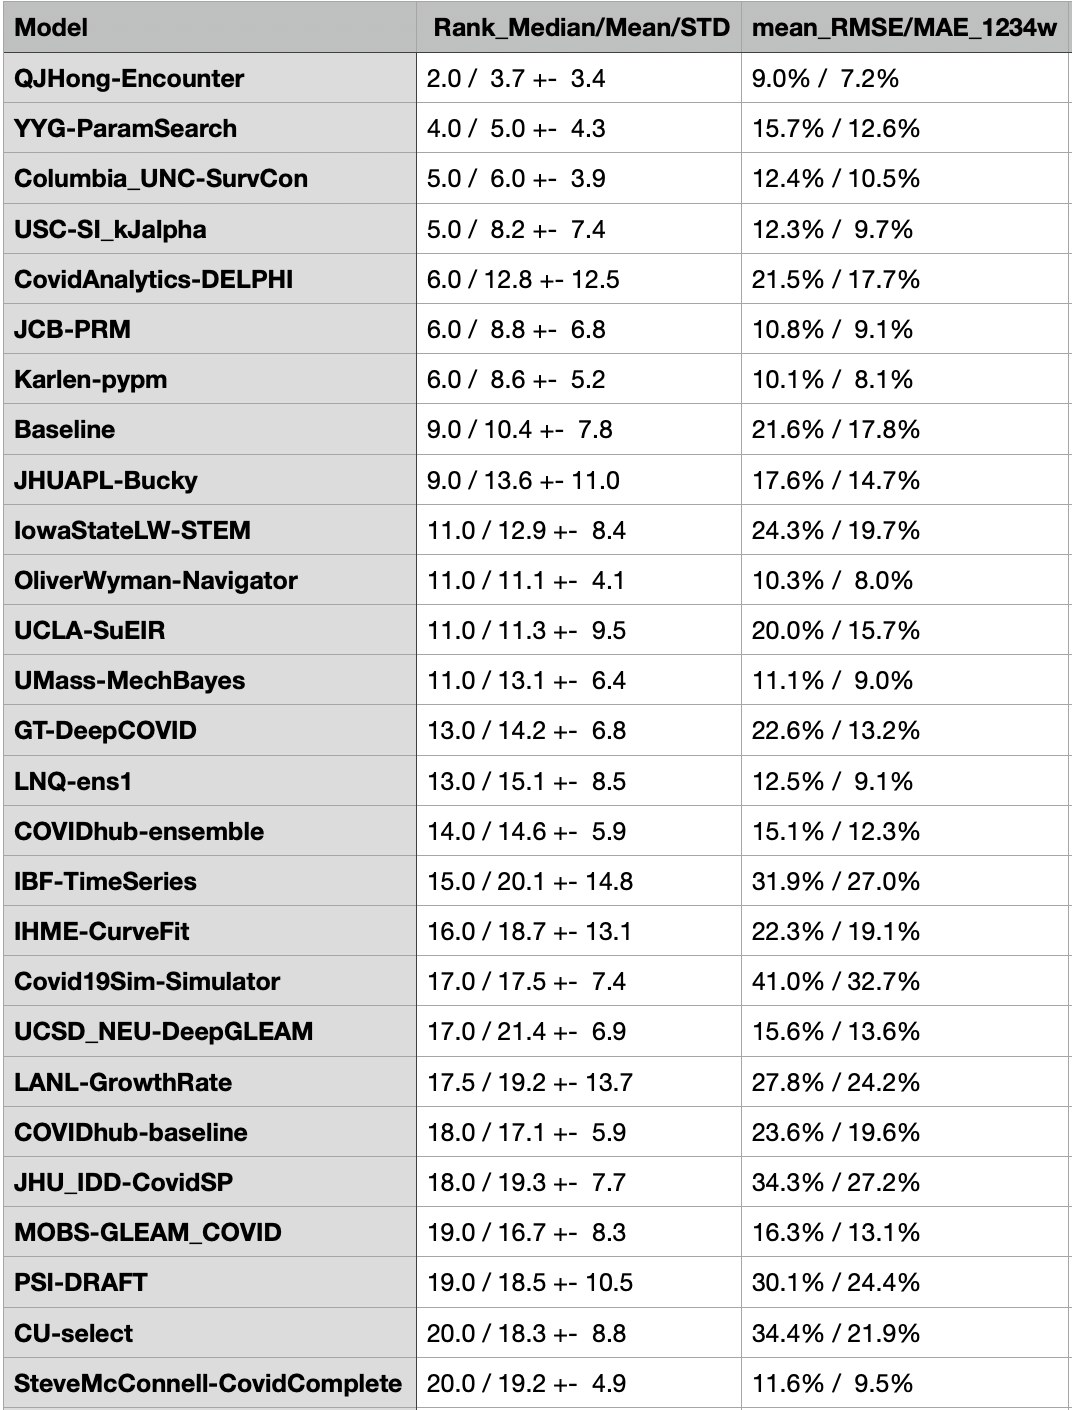 Model Rank_Median/Mean/STD mean_RMSE/MAE_1234w
QJHong-Encounter 2.0 / 3.7 +- 3.4 9.0% / 7.2%
YYG-ParamSearch 4.0 / 5.0 +- 4.3 15.7% / 12.6%
Columbia_UNC-SurvCon 5.0 / 6.0 +- 3.9 12.4% / 10.5%
USC-SI_kJalpha 5.0 / 8.2 +- 7.4 12.3% / 9.7%
CovidAnalytics-DELPHI 6.0 / 12.8 +- 12.5 21.5% / 17.7%
JCB-PRM 6.0 / 8.8 +- 6.8 10.8% / 9.1%
Karlen-pypm 6.0 / 8.6 +- 5.2 10.1% / 8.1%
Baseline 9.0 / 10.4 +- 7.8 21.6% / 17.8%
JHUAPL-Bucky 9.0 / 13.6 +- 11.0 17.6% / 14.7%
IowaStateLW-STEM 11.0 / 12.9 +- 8.4 24.3% / 19.7%
OliverWyman-Navigator 11.0 / 11.1 +- 4.1 10.3% / 8.0%
UCLA-SuEIR 11.0 / 11.3 +- 9.5 20.0% / 15.7%
UMass-MechBayes 11.0 / 13.1 +- 6.4 11.1% / 9.0%
GT-DeepCOVID 13.0 / 14.2 +- 6.8 22.6% / 13.2%
LNQ-ens1 13.0 / 15.1 +- 8.5 12.5% / 9.1%
COVIDhub-ensemble 14.0 / 14.6 +- 5.9 15.1% / 12.3%
IBF-TimeSeries 15.0 / 20.1 +- 14.8 31.9% / 27.0%
IHME-CurveFit 16.0 / 18.7 +- 13.1 22.3% / 19.1%
Covid19Sim-Simulator 17.0 / 17.5 +- 7.4 41.0% / 32.7%
UCSD_NEU-DeepGLEAM 17.0 / 21.4 +- 6.9 15.6% / 13.6%
LANL-GrowthRate 17.5 / 19.2 +- 13.7 27.8% / 24.2%
COVIDhub-baseline 18.0 / 17.1 +- 5.9 23.6% / 19.6%
JHU_IDD-CovidSP 18.0 / 19.3 +- 7.7 34.3% / 27.2%
MOBS-GLEAM_COVID 19.0 / 16.7 +- 8.3 16.3% / 13.1%
PSI-DRAFT 19.0 / 18.5 +- 10.5 30.1% / 24.4%
CU-select 20.0 / 18.3 +- 8.8 34.4% / 21.9%
SteveMcConnell-CovidComplete 20.0 / 19.2 +- 4.9 11.6% / 9.5%